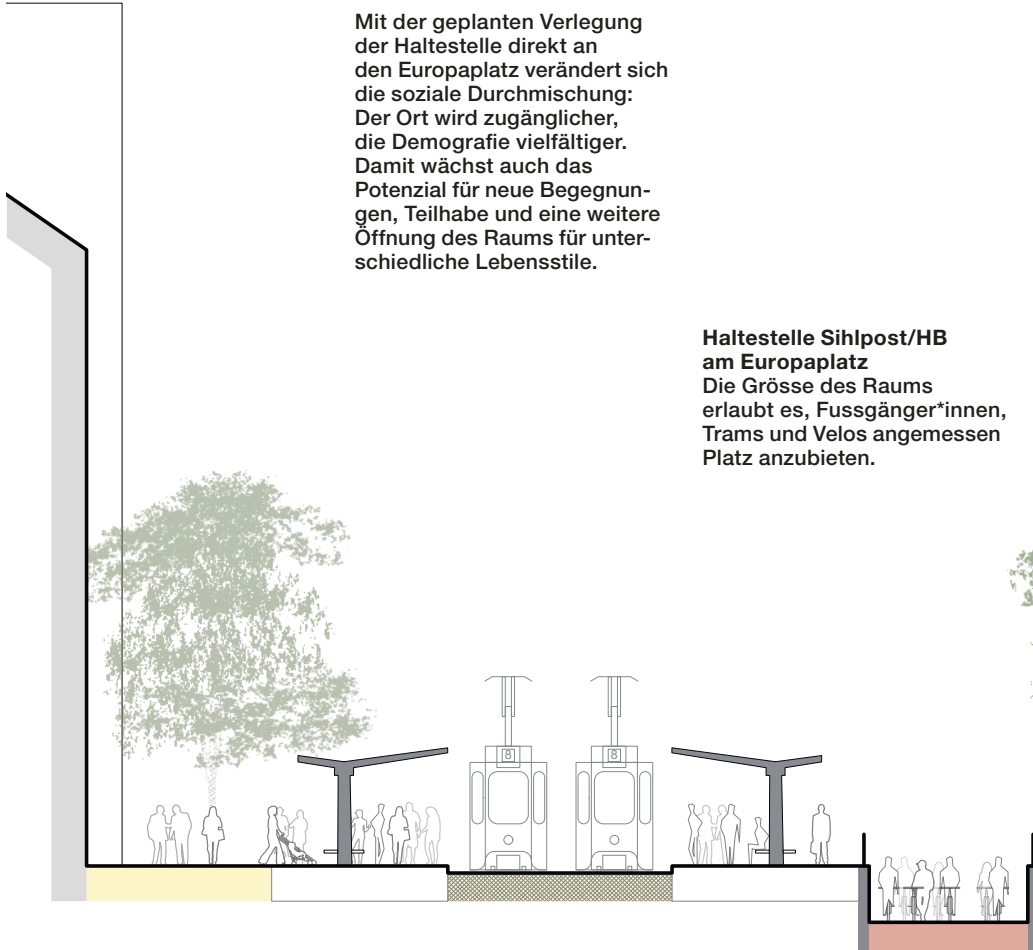 Mit der geplanten Verlegung
der Haltestelle direkt an
den Europaplatz verändert sich
die soziale Durchmischung:
Der Ort wird zugänglicher,
die Demografie vielfältiger.
Damit wächst auch das
Potenzial für neue Begegnun-
gen, Teilhabe und eine weitere
Öffnung des Raums für unter-
schiedliche Lebensstile.
Haltestelle Sihlpost/HB
am Europaplatz
Die Grösse des Raums
erlaubt es, Fussgänger*innen,
Trams und Velos angemessen
Platz anzubieten.
8
8